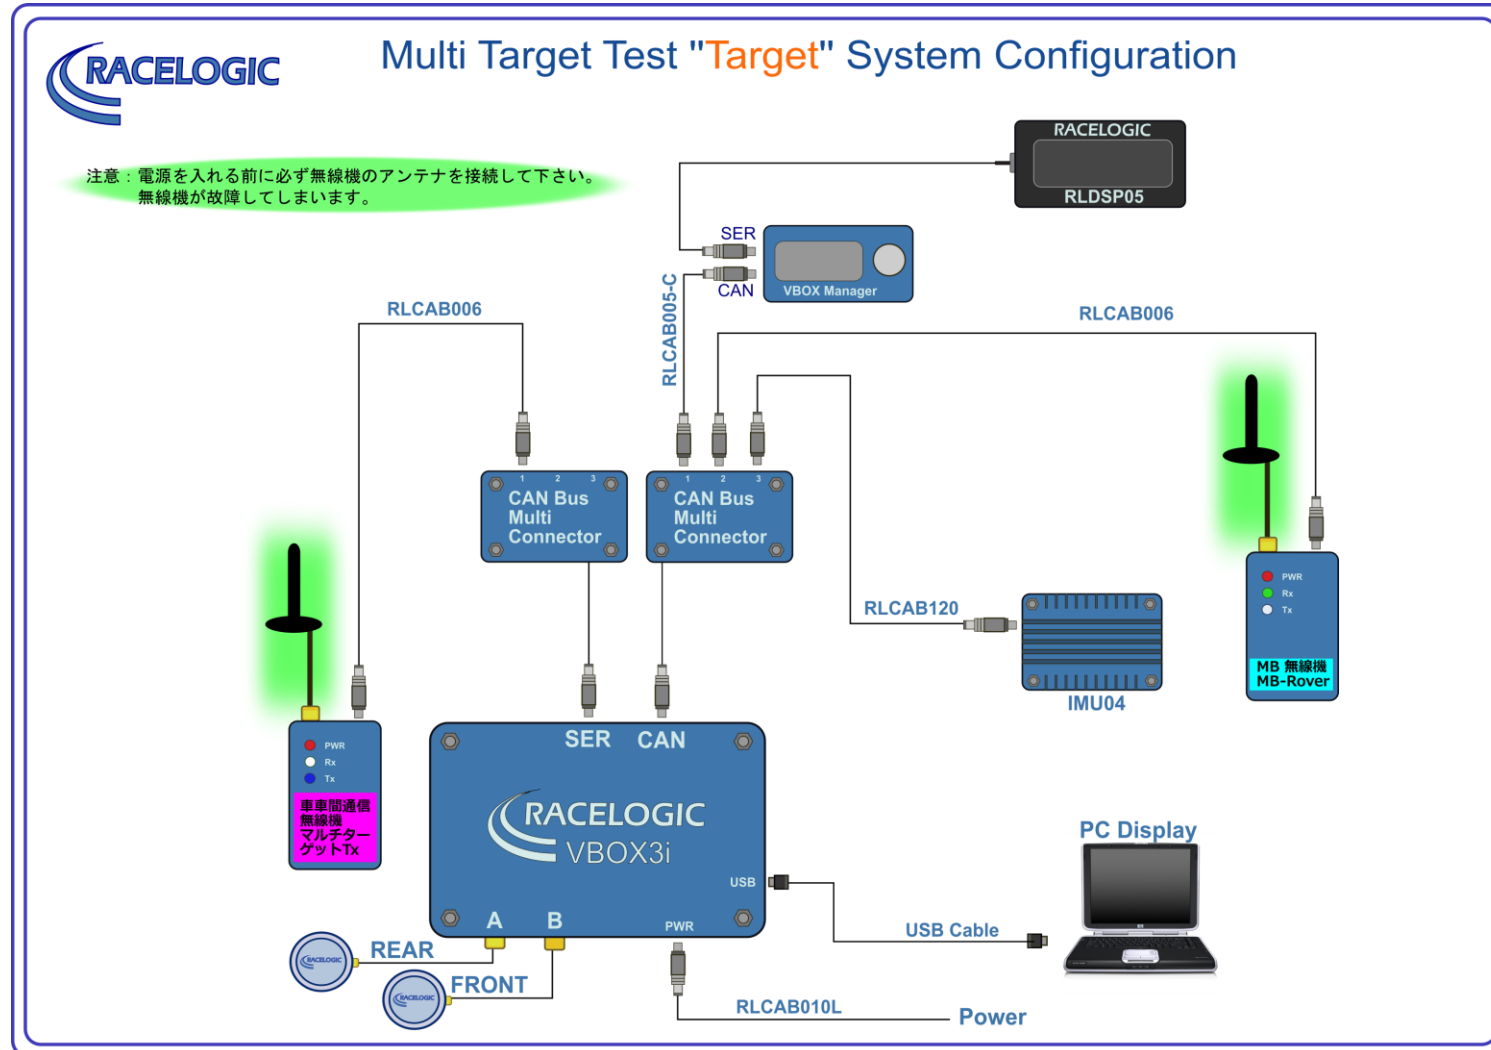 RACELOGIC
Multi Target Test "Target" System Configuration
注意：電源を入れる前に必ず無線機のアンテナを接続して下さい。
無線機が故障してしまいます。
RACELOGIC
RLDSP05
SER
CAN
VBOX Manager
RLCAB005-C
RLCAB006
RLCAB006
1 2 3
CAN Bus
Multi
Connector
1 2 3
CAN Bus
Multi
Connector
RLCAB120
IMU04
PWR
Rx
Tx
MB 無線機
MB-Rover
PWR
Rx
Tx
車車間通信
無線機
マルチター
ゲットTx
SER CAN
RACELOGIC
VBOX3i
USB
A B
PWR
PC Display
USB Cable
REAR
RACELOGIC
FRONT
RACELOGIC
RLCAB010L
Power